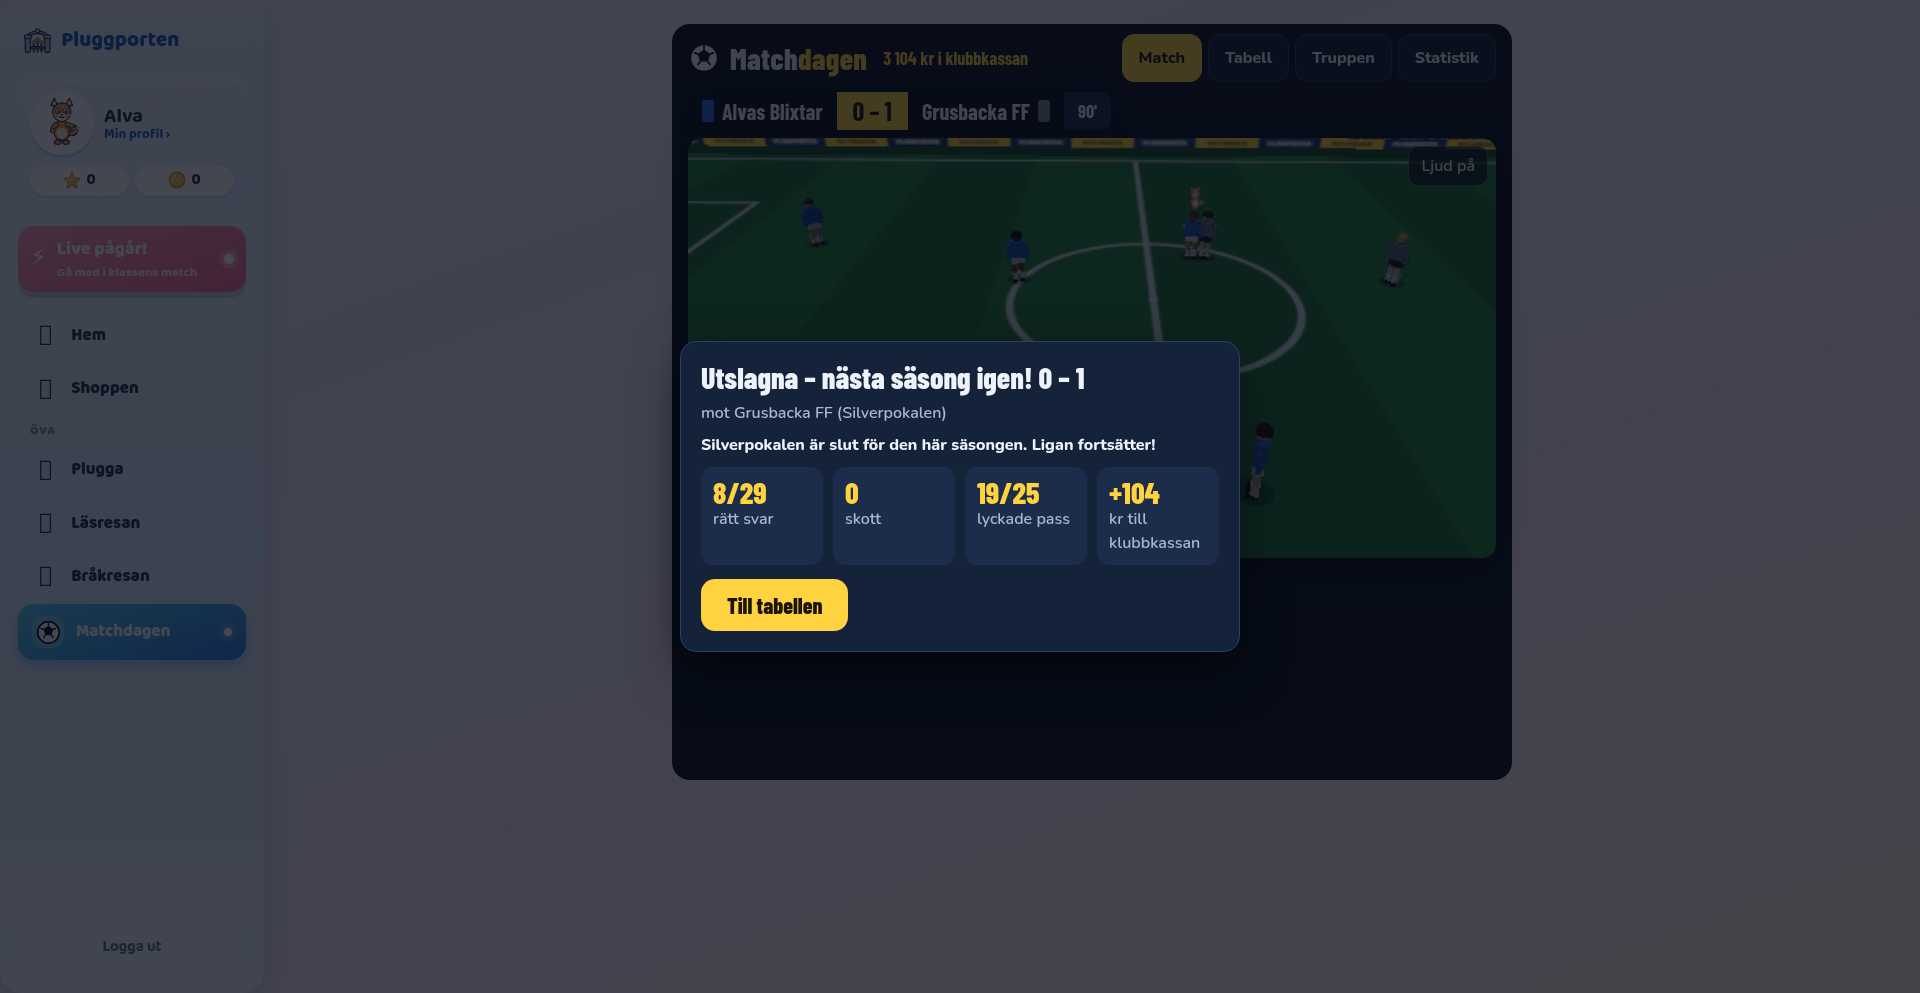 Pluggporten
Alva
Min profil ›
0
0
Live pågår!
Gå med i klassens match
Hem
Shoppen
ÖVA
Plugga
Läsresan
Bråkresan
Matchdagen
Logga ut
Matchdagen
3 104 kr i klubbkassan
Match
Tabell
Truppen
Statistik
Alvas Blixtar
0 – 1
Grusbacka FF
90'
Ljud på
Utslagna – nästa säsong igen! 0 – 1
mot Grusbacka FF (Silverpokalen)
Silverpokalen är slut för den här säsongen. Ligan fortsätter!
8/29
rätt svar
0
skott
19/25
lyckade pass
+104
kr till
klubbkassan
Till tabellen